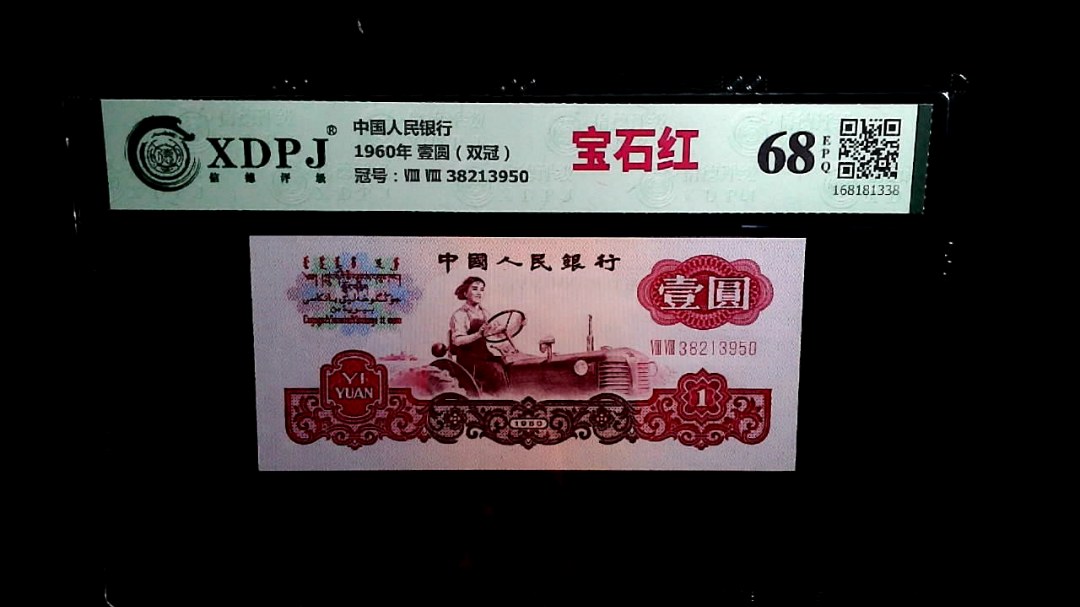 XDPJ®
信德评级
中国人民银行
1960年 壹圆（双冠）
冠号：Ⅷ Ⅷ 38213950
宝石红
68
EPQ
168181338
中國人民銀行
壹圓
Ⅷ Ⅷ 38213950
YI
YUAN
1
1960